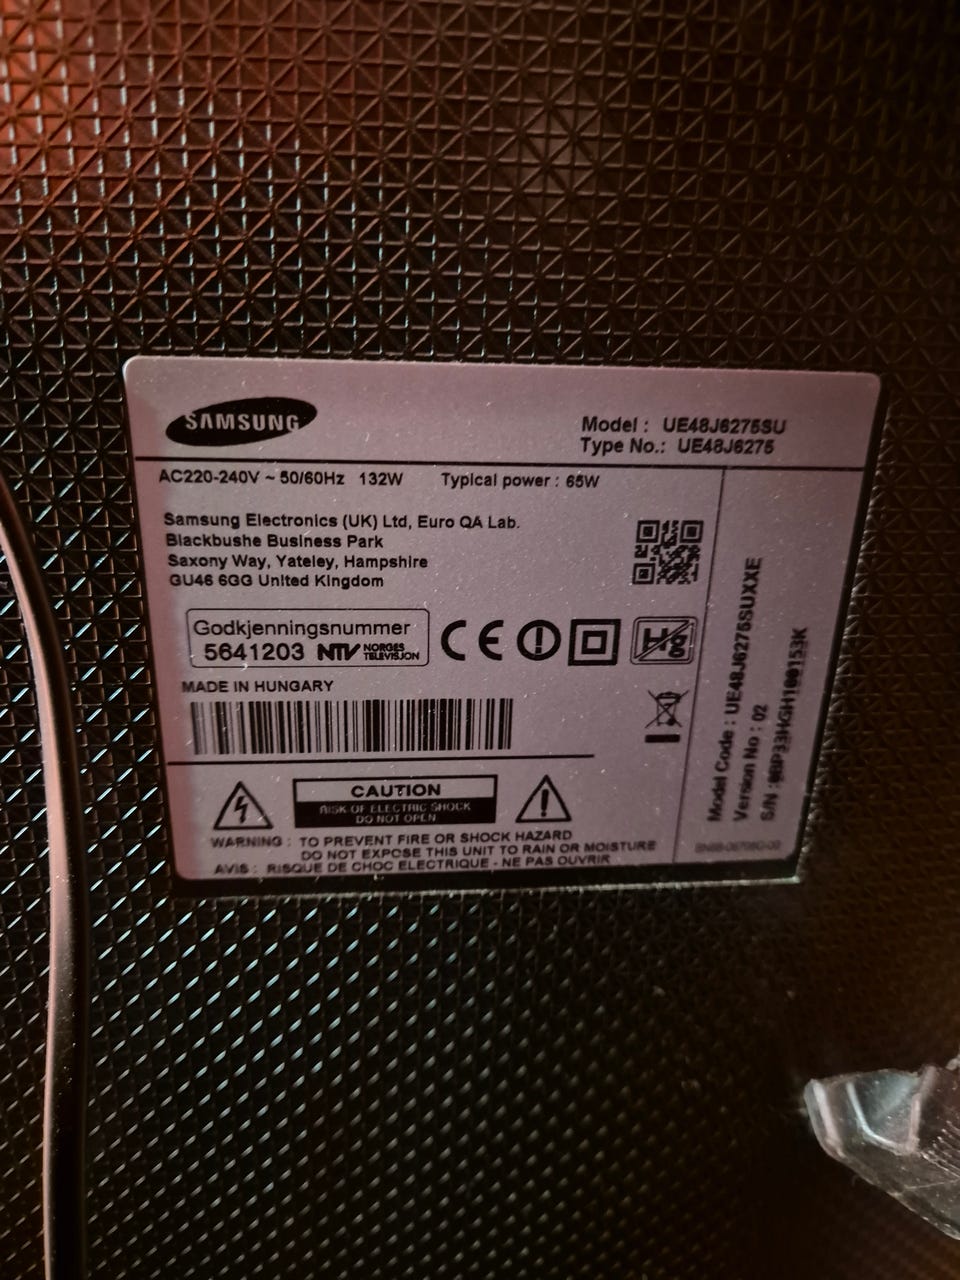 SAMSUNG
Model : UE48J6275SU
Type No.: UE48J6275
AC220-240V ~ 50/60Hz 132W Typical power : 65W
Samsung Electronics (UK) Ltd, Euro QA Lab.
Blackbushe Business Park
Saxony Way, Yateley, Hampshire
GU46 6GG United Kingdom
Godkjenningsnummer
5641203 NTV NORGES
TELEVISJON
CE
Hg
MADE IN HUNGARY
CAUTION
RISK OF ELECTRIC SHOCK
DO NOT OPEN
WARNING : TO PREVENT FIRE OR SHOCK HAZARD
DO NOT EXPOSE THIS UNIT TO RAIN OR MOISTURE
AVIS : RISQUE DE CHOC ELECTRIQUE - NE PAS OUVRIR
Model Code : UE48J6275SUXXE
Version No : 02
S/N :